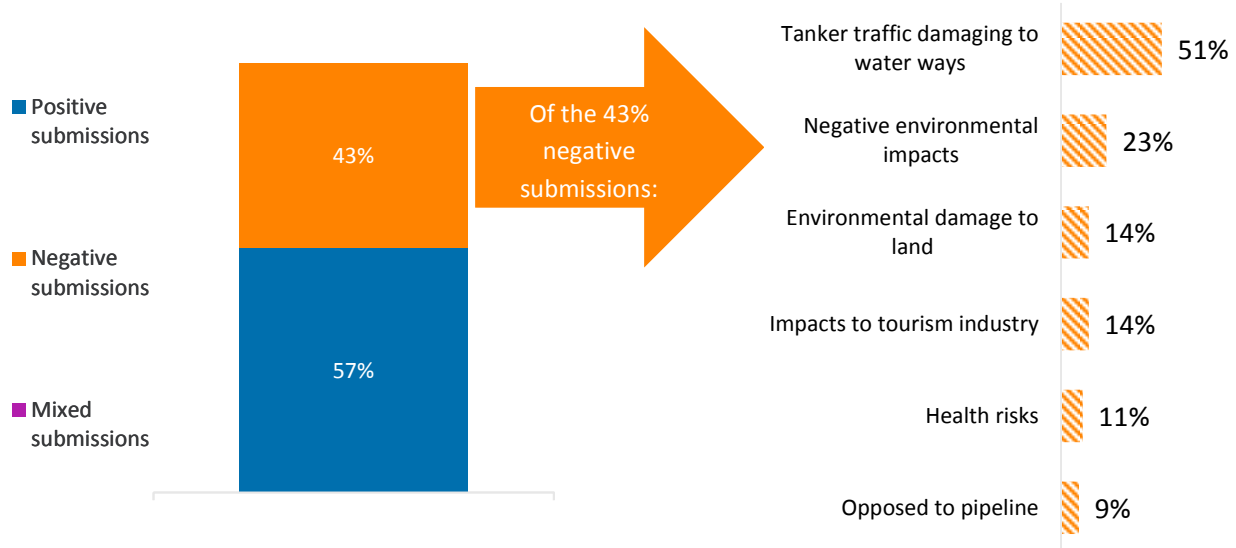 Positive
submissions
Negative
submissions
Mixed
submissions
43%
57%
Of the 43%
negative
submissions:
Tanker traffic damaging to
water ways
51%
Negative environmental
impacts
23%
Environmental damage to
land
14%
Impacts to tourism industry
14%
Health risks
11%
Opposed to pipeline
9%